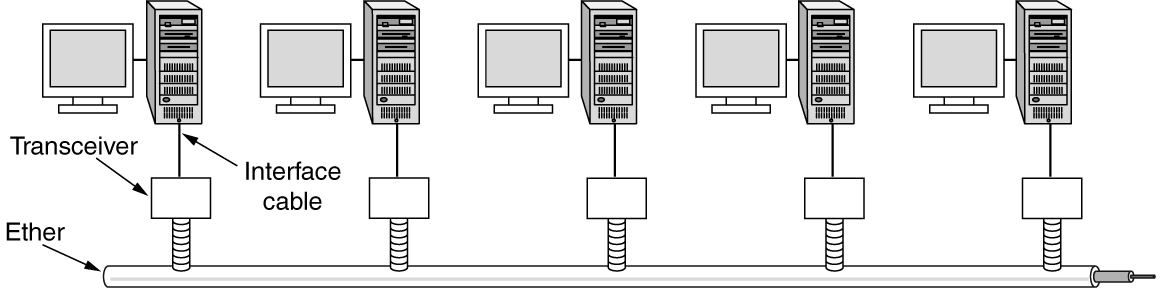 Transceiver
Interface
cable
Ether